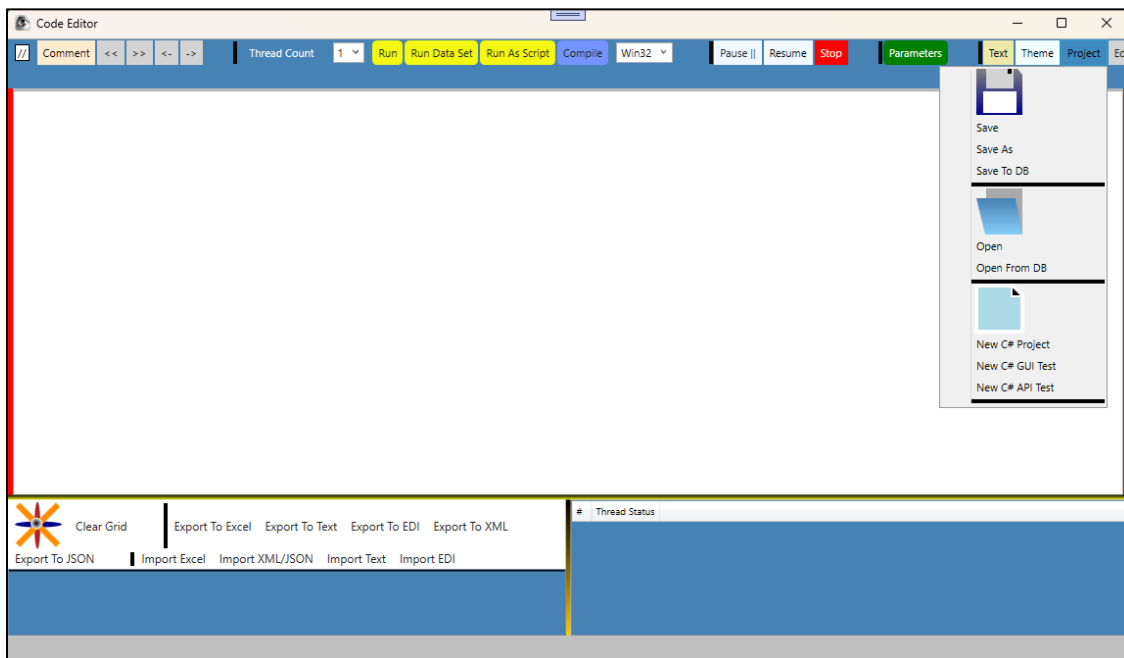 Code Editor
// Comment << >> <- -> Thread Count 1 Run Run Data Set Run As Script Compile Win32 Pause || Resume Stop Parameters Text Theme Project
Save
Save As
Save To DB
Open
Open From DB
New C# Project
New C# GUI Test
New C# API Test
Clear Grid Export To Excel Export To Text Export To EDI Export To XML
Export To JSON Import Excel Import XML/JSON Import Text Import EDI
# Thread Status